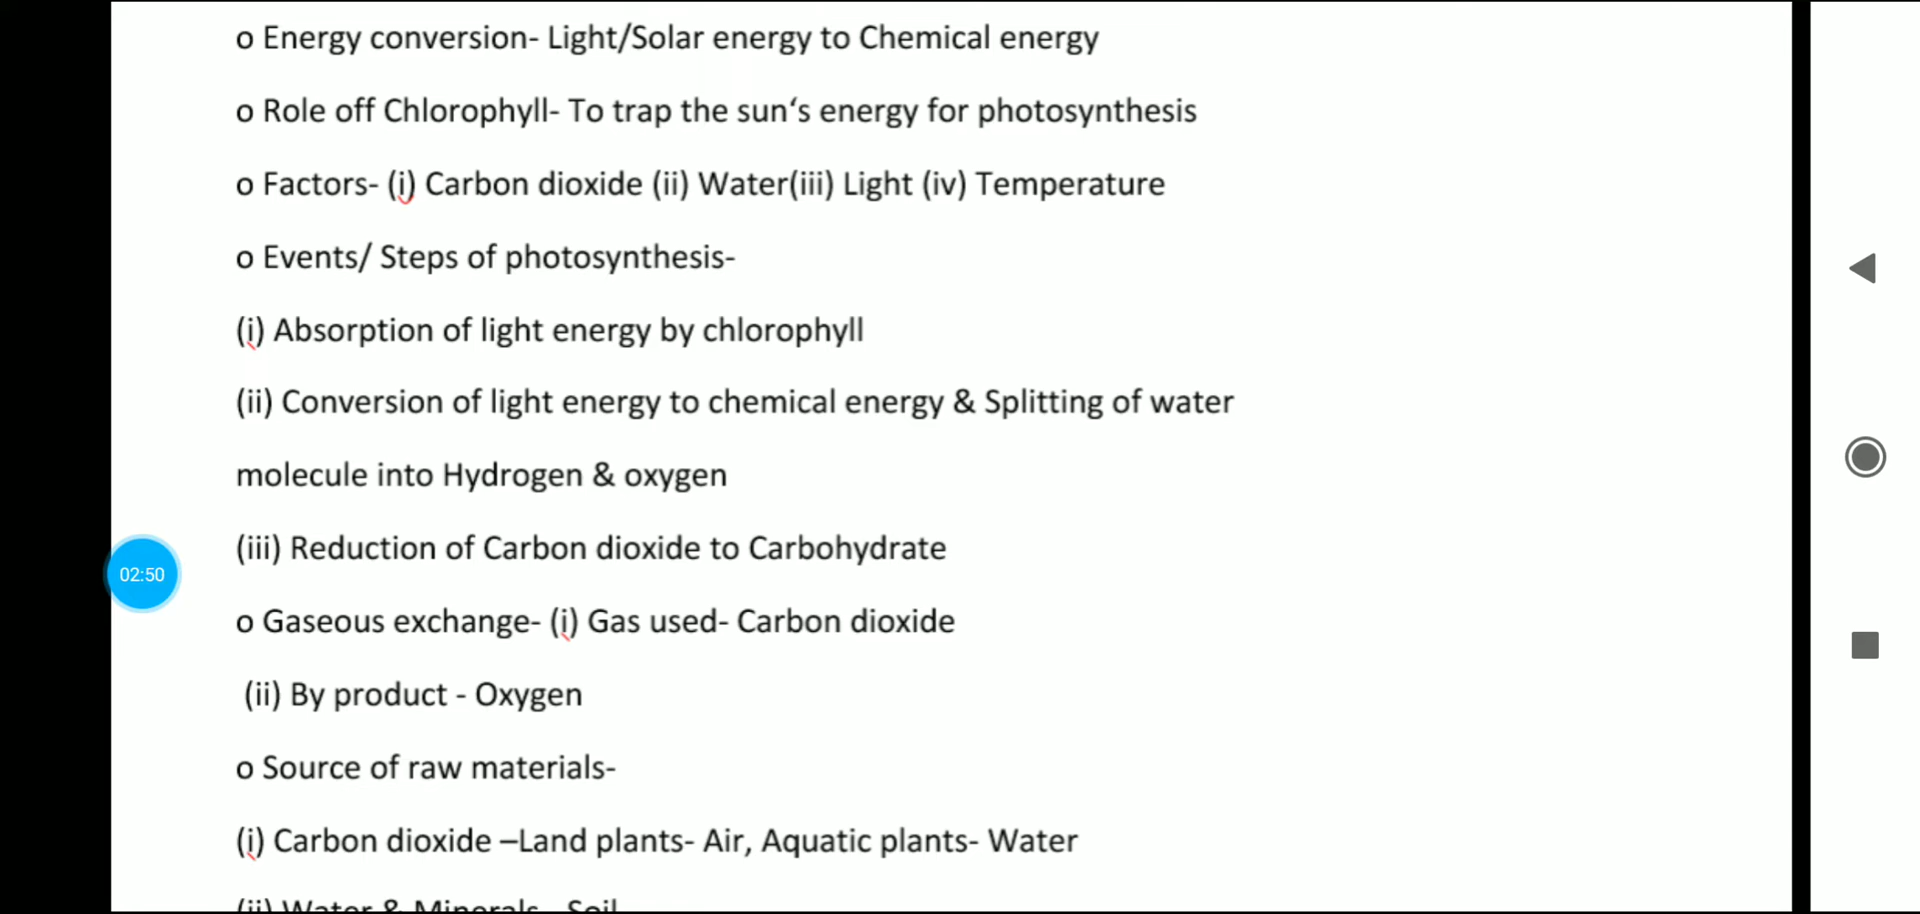 o Energy conversion- Light/Solar energy to Chemical energy
o Role off Chlorophyll- To trap the sun‘s energy for photosynthesis
o Factors- (i) Carbon dioxide (ii) Water(iii) Light (iv) Temperature
o Events/ Steps of photosynthesis-
(i) Absorption of light energy by chlorophyll
(ii) Conversion of light energy to chemical energy & Splitting of water
molecule into Hydrogen & oxygen
(iii) Reduction of Carbon dioxide to Carbohydrate
02:50
o Gaseous exchange- (i) Gas used- Carbon dioxide
(ii) By product - Oxygen
o Source of raw materials-
(i) Carbon dioxide –Land plants- Air, Aquatic plants- Water
(ii) Water & Minerals - Soil